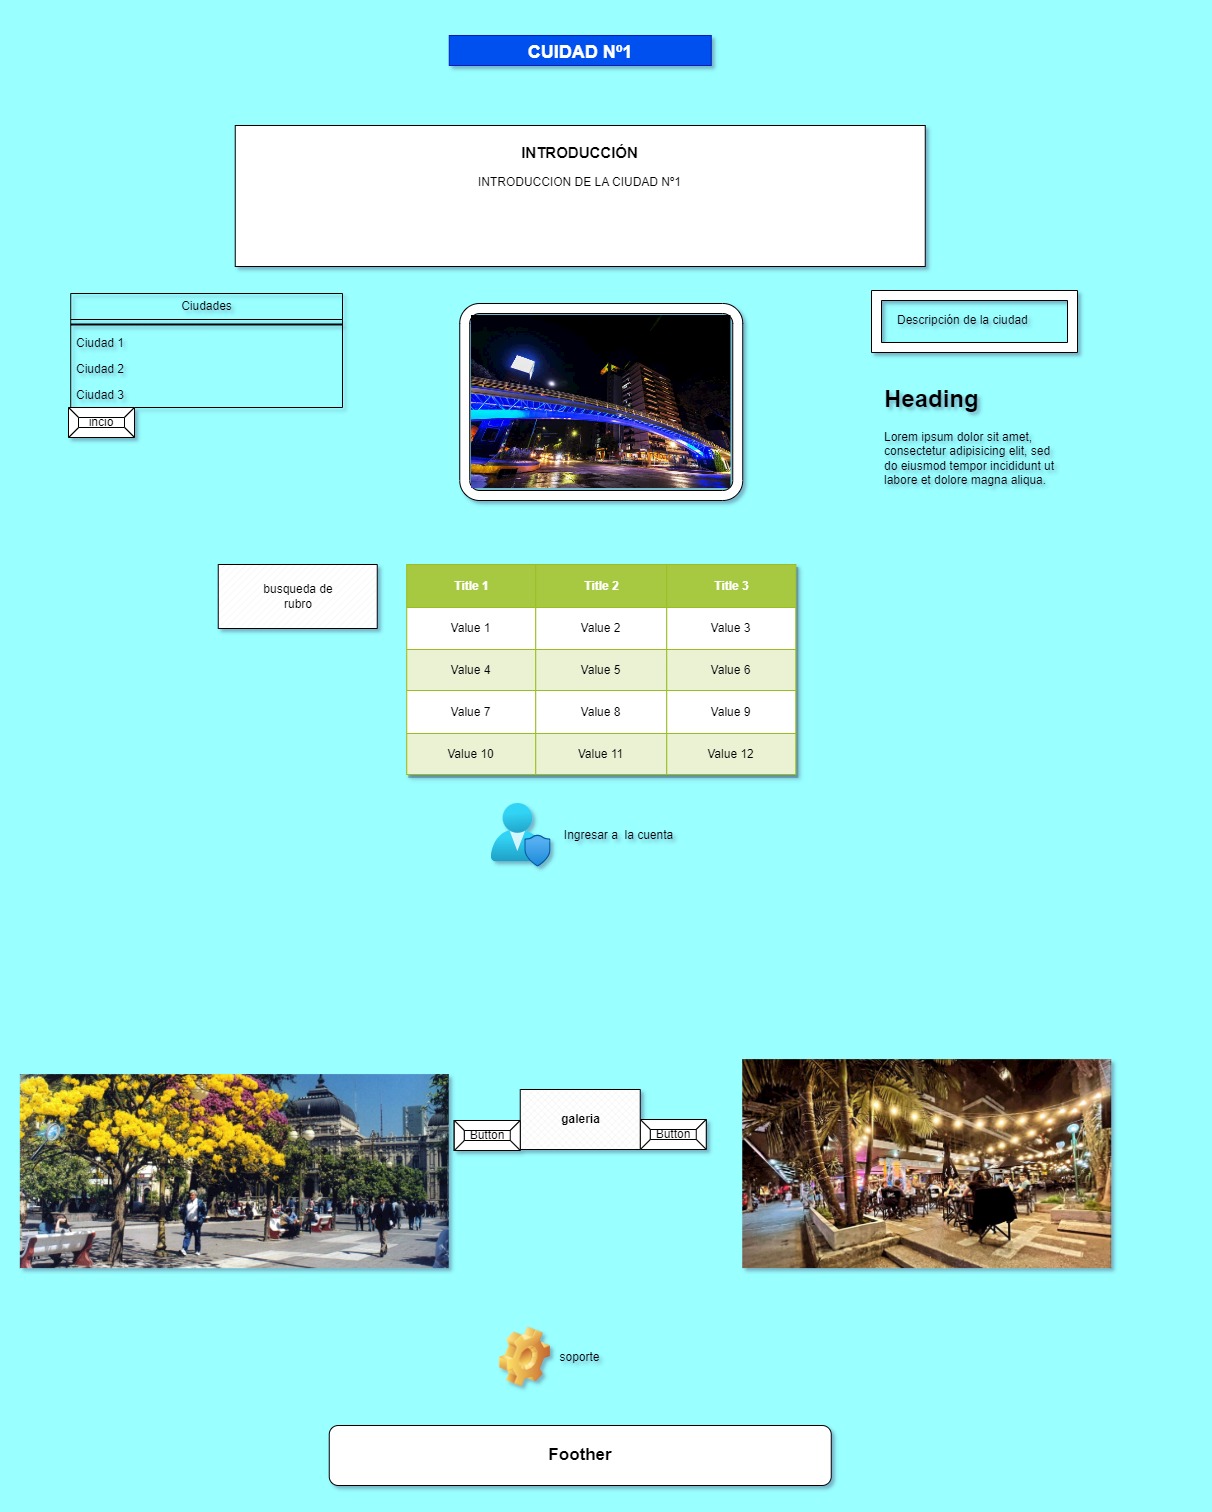 CUIDAD Nº1
INTRODUCCIÓN
INTRODUCCION DE LA CIUDAD Nº1
Ciudades
Ciudad 1
Ciudad 2
Ciudad 3
incio
Descripción de la ciudad
Heading
Lorem ipsum dolor sit amet,
consectetur adipisicing elit, sed
do eiusmod tempor incididunt ut
labore et dolore magna aliqua.
busqueda de
rubro
Title 1 Title 2 Title 3
Value 1 Value 2 Value 3
Value 4 Value 5 Value 6
Value 7 Value 8 Value 9
Value 10 Value 11 Value 12
Ingresar a la cuenta
Button
galeria
Button
soporte
Foother